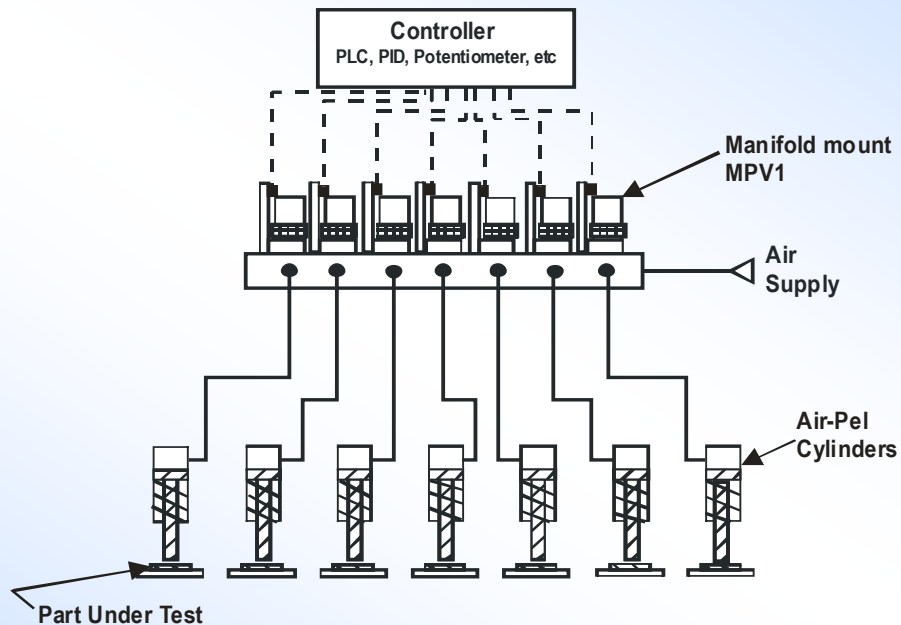 Controller
PLC, PID, Potentiometer, etc
Manifold mount
MPV1
Air
Supply
Air-Pel
Cylinders
Part Under Test